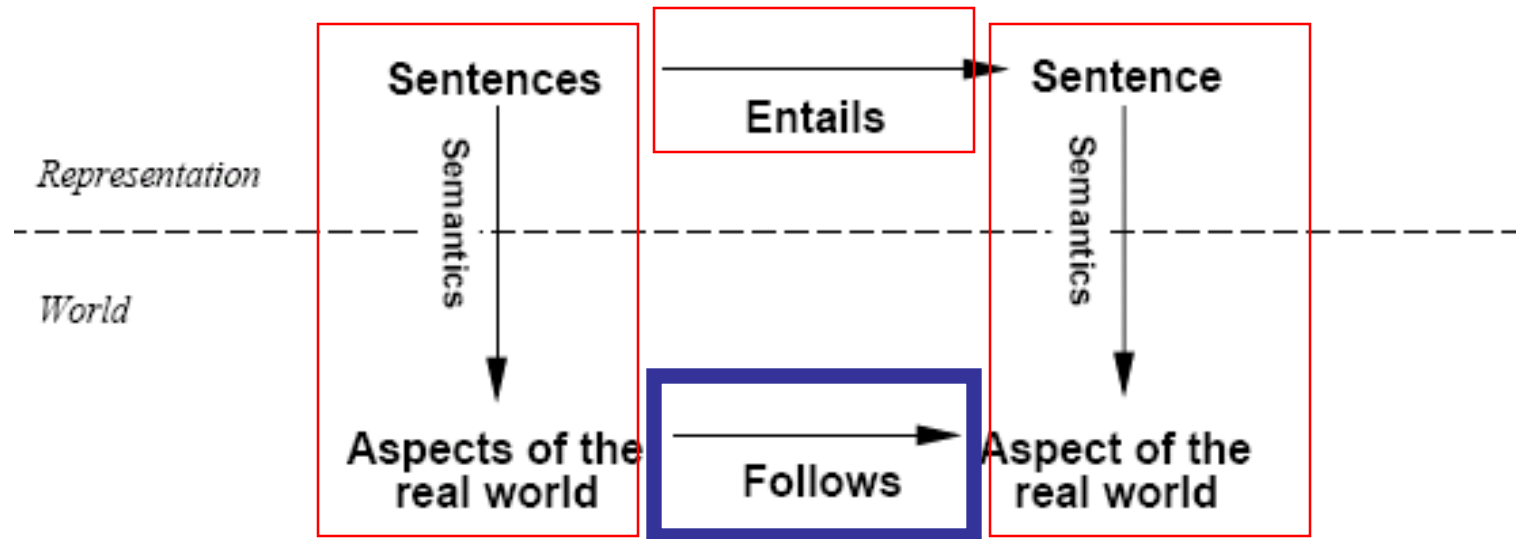 Sentences
Entails
Sentence
Semantics
Semantics
Representation
World
Aspects of the
real world
Follows
Aspect of the
real world